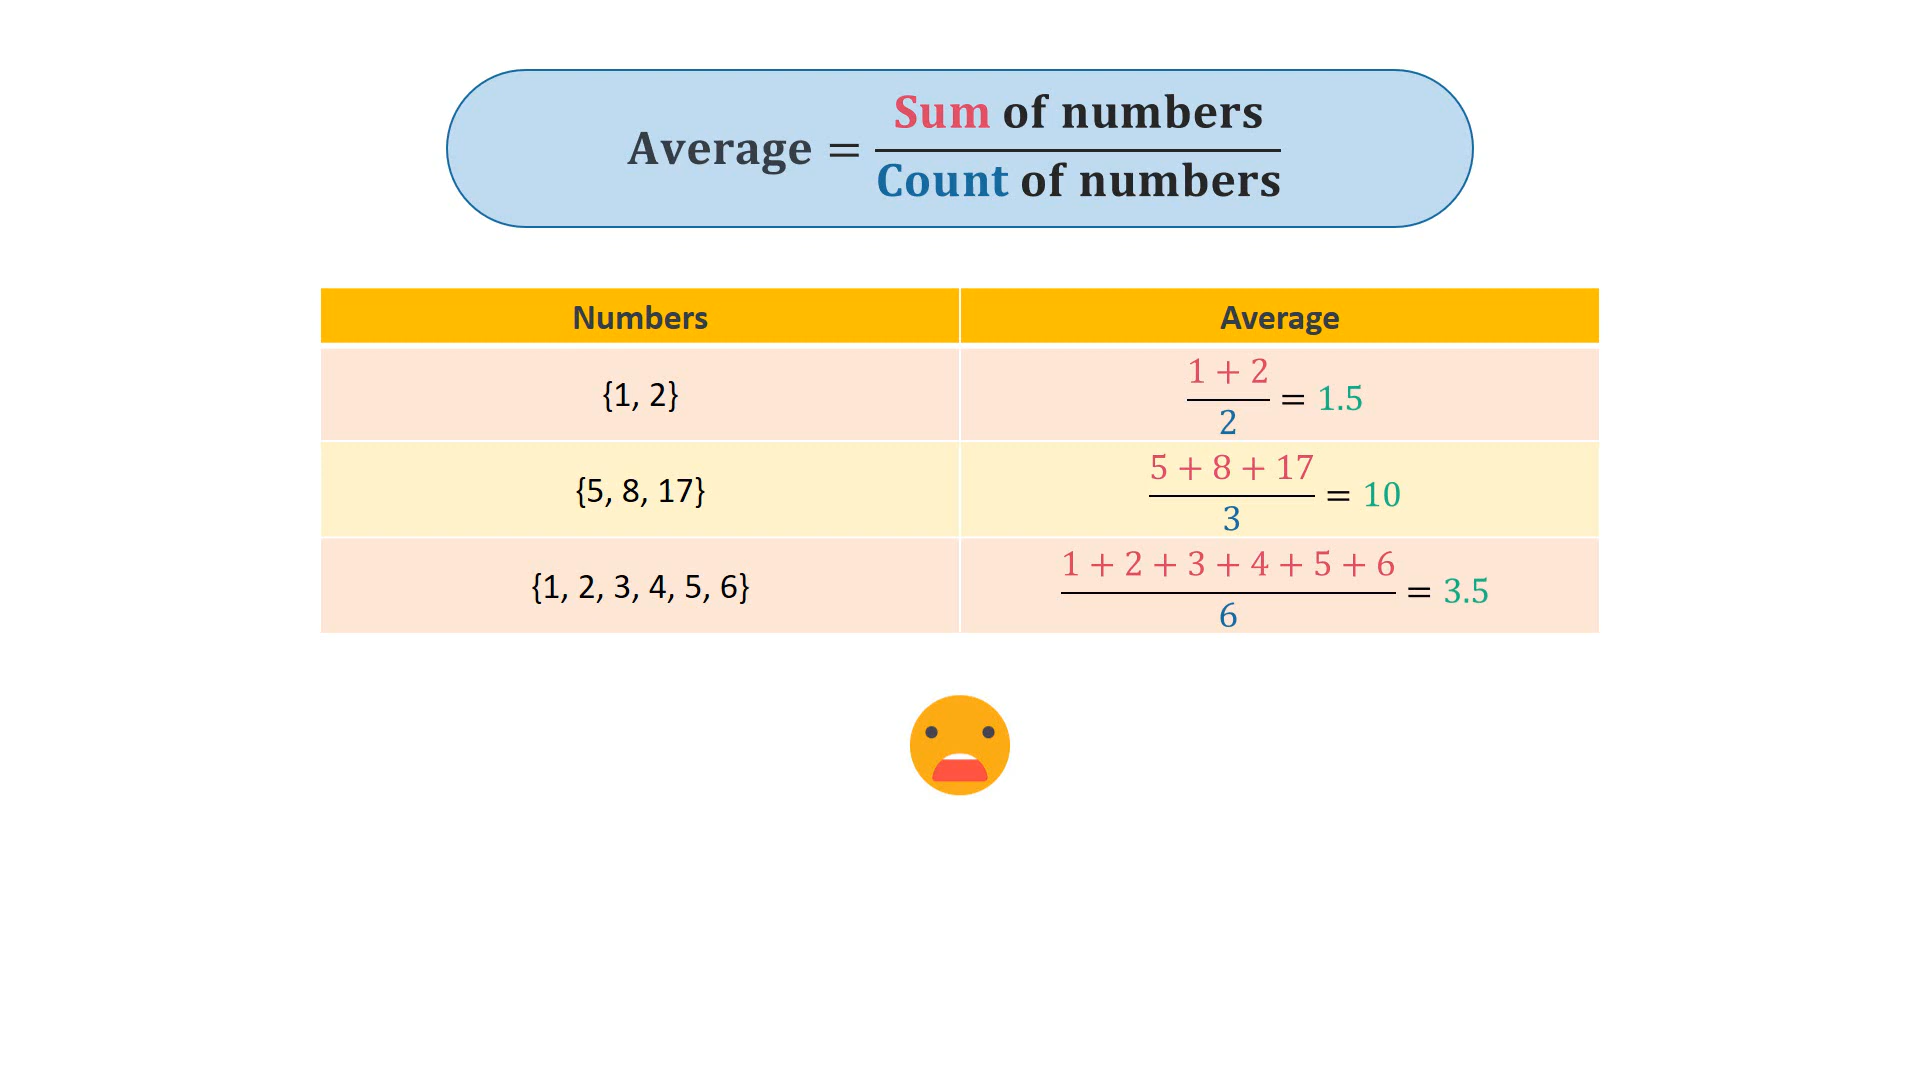 Average = Sum of numbers / Count of numbers
Numbers Average
{1, 2} (1 + 2) / 2 = 1.5
{5, 8, 17} (5 + 8 + 17) / 3 = 10
{1, 2, 3, 4, 5, 6} (1 + 2 + 3 + 4 + 5 + 6) / 6 = 3.5